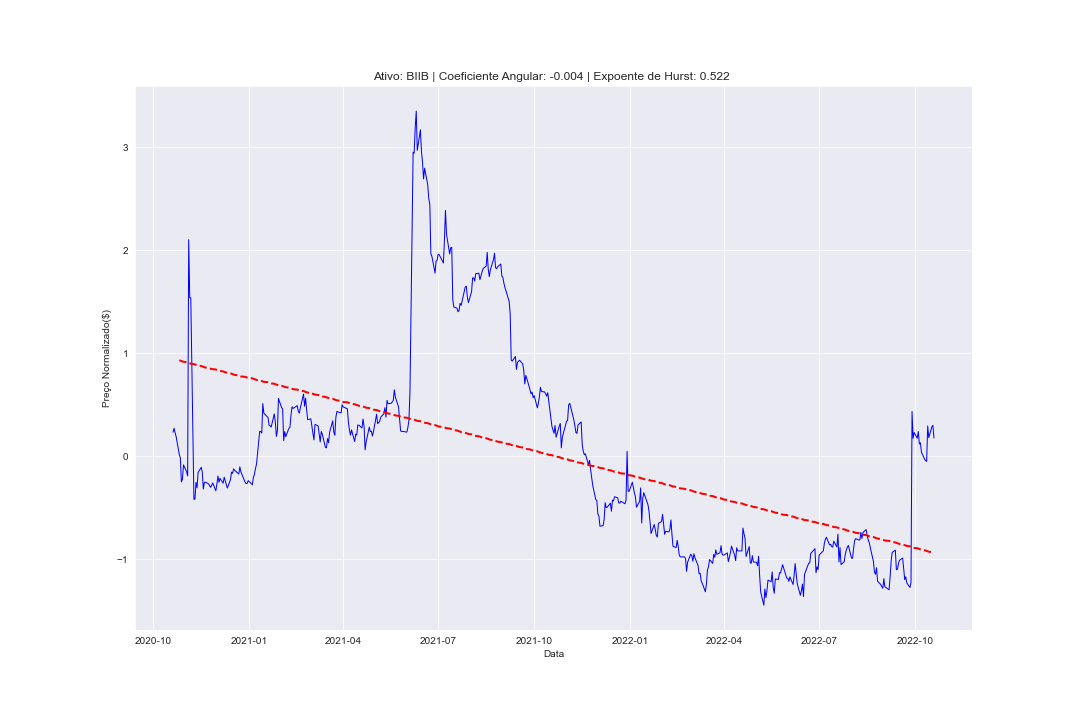 Ativo: BIIB | Coeficiente Angular: -0.004 | Expoente de Hurst: 0.522
Preço Normalizado($)
3
2
1
0
−1
2020-10 2021-01 2021-04 2021-07 2021-10 2022-01 2022-04 2022-07 2022-10
Data